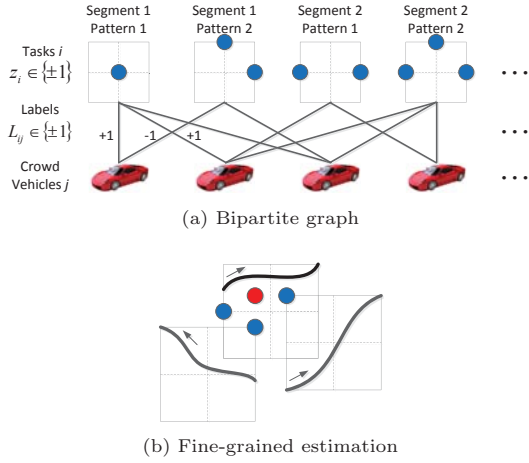 Segment 1 Pattern 1
Segment 1 Pattern 2
Segment 2 Pattern 1
Segment 2 Pattern 2
Tasks i
z_i ∈ {±1}
...
Labels
L_ij ∈ {±1}
+1
-1
+1
...
Crowd
Vehicles j
...
(a) Bipartite graph
(b) Fine-grained estimation